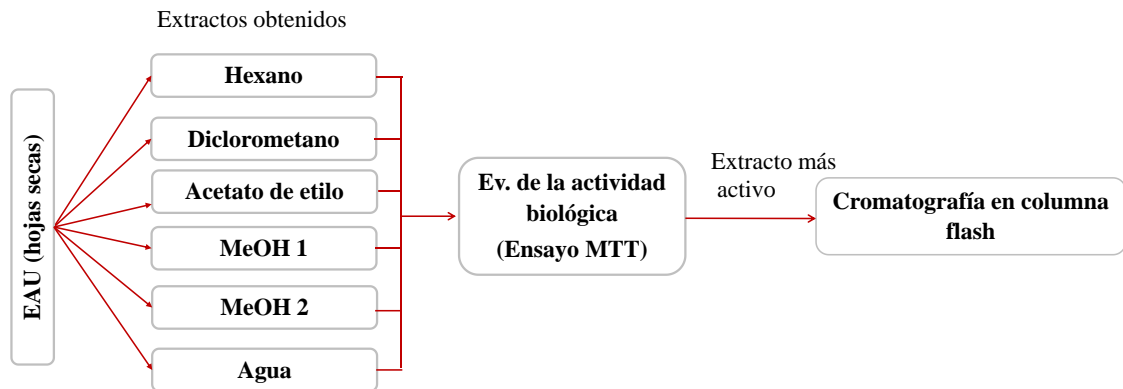 Extractos obtenidos
EAU (hojas secas)
Hexano
Diclorometano
Acetato de etilo
MeOH 1
MeOH 2
Agua
Ev. de la actividad
biológica
(Ensayo MTT)
Extracto más
activo
Cromatografía en columna
flash